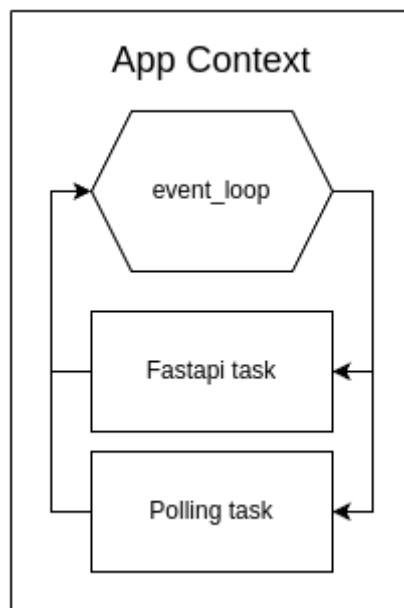 App Context
event_loop
Fastapi task
Polling task